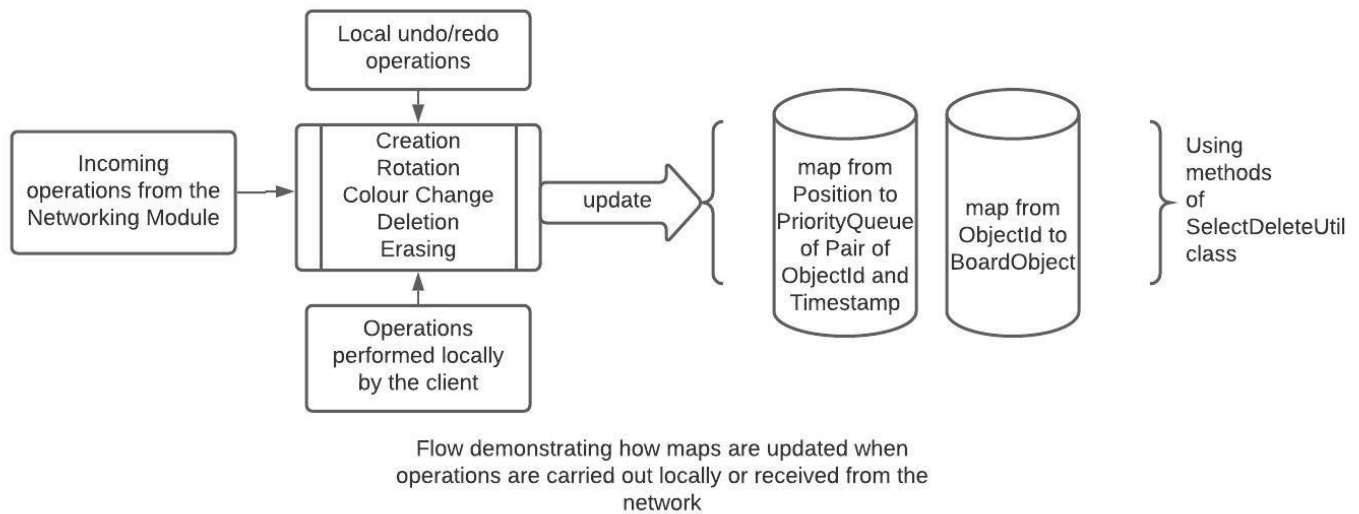 Local undo/redo
operations
Incoming
operations from the
Networking Module
Creation
Rotation
Colour Change
Deletion
Erasing
Operations
performed locally
by the client
update
map from
Position to
PriorityQueue
of Pair of
ObjectId and
Timestamp
map from
ObjectId to
BoardObject
Using
methods
of
SelectDeleteUtil
class
Flow demonstrating how maps are updated when
operations are carried out locally or received from the
network